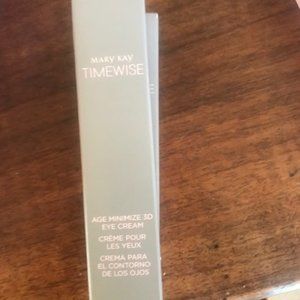 MARY KAY
TIMEWISE
AGE MINIMIZE 3D
EYE CREAM
CRÈME POUR
LES YEUX
CREMA PARA
EL CONTORNO
DE LOS OJOS